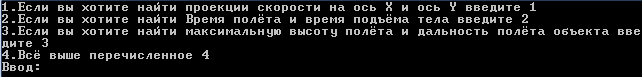 1.Если вы хотите найти проекции скорости на ось X и ось Y введите 1
2.Если вы хотите найти Время полёта и время подъёма тела введите 2
3.Если вы хотите найти максимальную высоту полёта и дальность полёта объекта вве
дите 3
4.Всё выше перечисленное 4
Ввод: